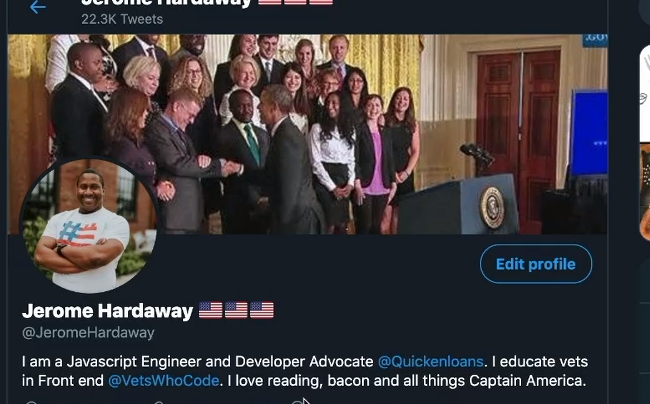 Jerome Hardaway
22.3K Tweets
Edit profile
Jerome Hardaway
@JeromeHardaway
I am a Javascript Engineer and Developer Advocate @Quickenloans. I educate vets
in Front end @VetsWhoCode. I love reading, bacon and all things Captain America.